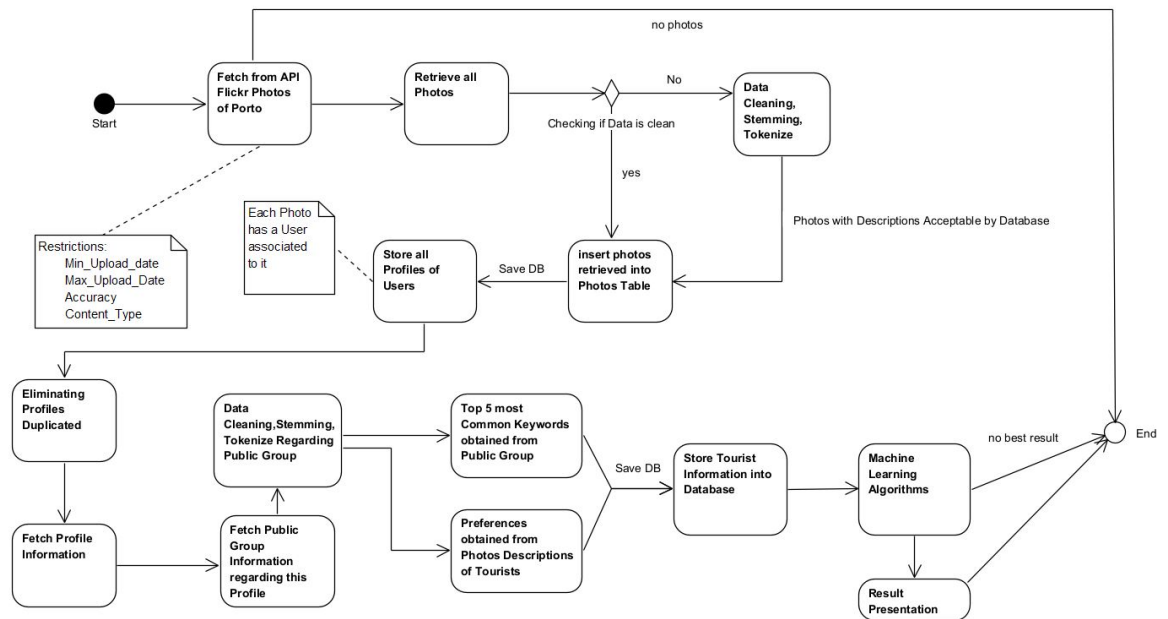 no photos
Fetch from API
Flickr Photos
of Porto
Retrieve all
Photos
No
Data
Cleaning,
Stemming,
Tokenize
Start
Checking if Data is clean
yes
Photos with Descriptions Acceptable by Database
Restrictions:
Min_Upload_date
Max_Upload_Date
Accuracy
Content_Type
Each Photo
has a User
associated
to it
Store all
Profiles of
Users
Save DB
insert photos
retrieved into
Photos Table
Eliminating
Profiles
Duplicated
Data
Cleaning,Stemming,
Tokenize Regarding
Public Group
Top 5 most
Common Keywords
obtained from
Public Group
Save DB
Store Tourist
Information into
Database
Machine
Learning
Algorithms
no best result
End
Fetch Profile
Information
Fetch Public
Group
Information
regarding this
Profile
Preferences
obtained from
Photos Descriptions
of Tourists
Result
Presentation